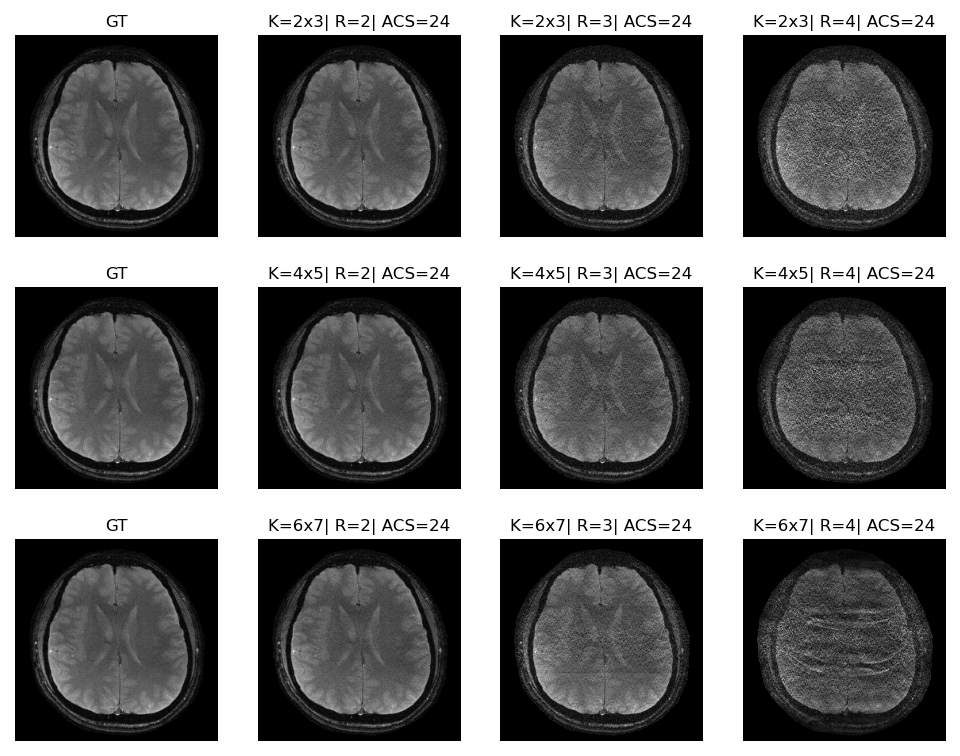 GT
K=2x3| R=2| ACS=24
K=2x3| R=3| ACS=24
K=2x3| R=4| ACS=24
GT
K=4x5| R=2| ACS=24
K=4x5| R=3| ACS=24
K=4x5| R=4| ACS=24
GT
K=6x7| R=2| ACS=24
K=6x7| R=3| ACS=24
K=6x7| R=4| ACS=24